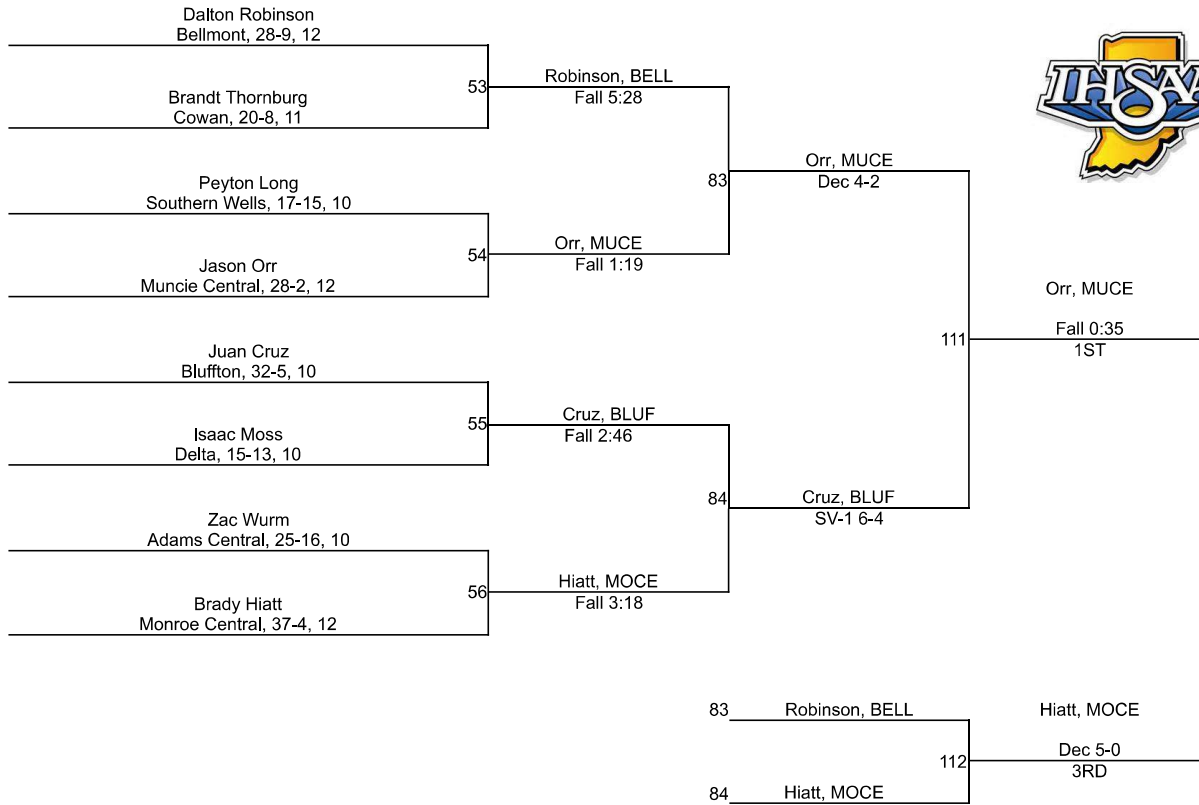 Dalton Robinson
Bellmont, 28-9, 12
53
Robinson, BELL
Fall 5:28
Brandt Thornburg
Cowan, 20-8, 11
83
Orr, MUCE
Dec 4-2
Peyton Long
Southern Wells, 17-15, 10
54
Orr, MUCE
Fall 1:19
Jason Orr
Muncie Central, 28-2, 12
111
Orr, MUCE
Fall 0:35
1ST
Juan Cruz
Bluffton, 32-5, 10
55
Cruz, BLUF
Fall 2:46
Isaac Moss
Delta, 15-13, 10
84
Cruz, BLUF
SV-1 6-4
Zac Wurm
Adams Central, 25-16, 10
56
Hiatt, MOCE
Fall 3:18
Brady Hiatt
Monroe Central, 37-4, 12
83
Robinson, BELL
112
Hiatt, MOCE
Dec 5-0
3RD
84
Hiatt, MOCE
IHSAA